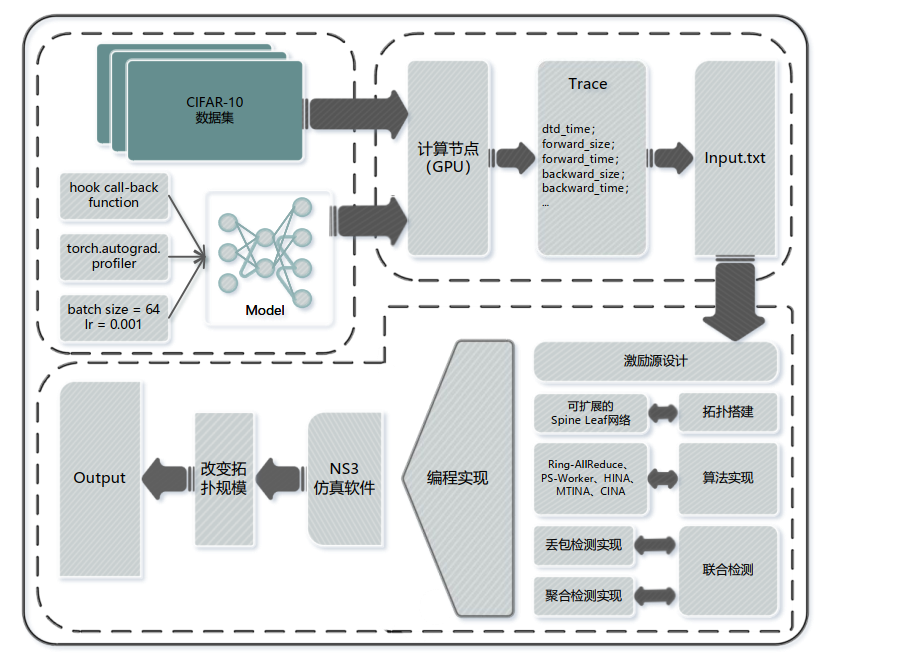 CIFAR-10
数据集
hook call-back
function
torch.autograd.
profiler
batch size = 64
lr = 0.001
Model
计算节点
（GPU）
Trace
dtd_time；
forward_size；
forward_time；
backward_size；
backward_time；
...
Input.txt
激励源设计
可扩展的
Spine Leaf网络
拓扑搭建
Ring-AllReduce、
PS-Worker、HINA、
MTINA、CINA
算法实现
丢包检测实现
聚合检测实现
联合检测
编程实现
NS3
仿真软件
改变拓
扑规模
Output